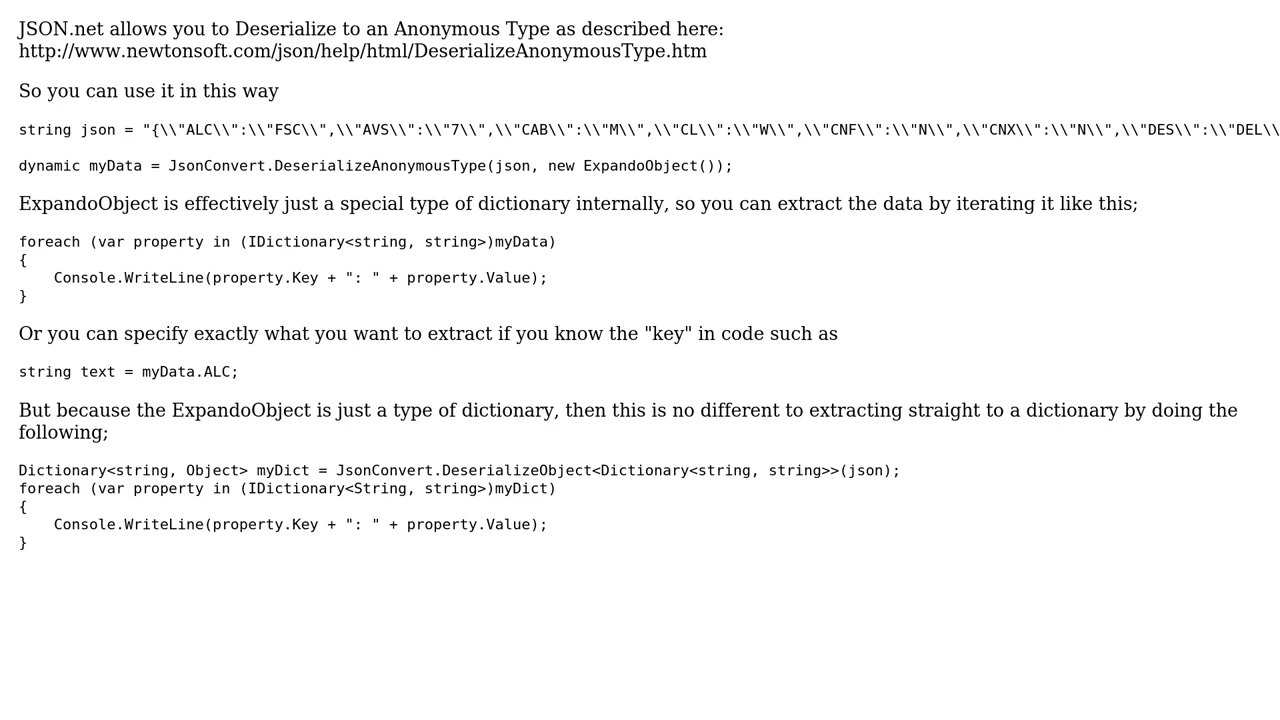 JSON.net allows you to Deserialize to an Anonymous Type as described here:
http://www.newtonsoft.com/json/help/html/DeserializeAnonymousType.htm
So you can use it in this way
string json = "{\\"ALC\\":\\"FSC\\",\\"AVS\\":\\"7\\",\\"CAB\\":\\"M\\",\\"CL\\":\\"W\\",\\"CNF\\":\\"N\\",\\"CNX\\":\\"N\\",\\"DES\\":\\"DEL\\
dynamic myData = JsonConvert.DeserializeAnonymousType(json, new ExpandoObject());
ExpandoObject is effectively just a special type of dictionary internally, so you can extract the data by iterating it like this;
foreach (var property in (IDictionary<string, string>)myData)
{
    Console.WriteLine(property.Key + ": " + property.Value);
}
Or you can specify exactly what you want to extract if you know the "key" in code such as
string text = myData.ALC;
But because the ExpandoObject is just a type of dictionary, then this is no different to extracting straight to a dictionary by doing the
following;
Dictionary<string, Object> myDict = JsonConvert.DeserializeObject<Dictionary<string, string>>(json);
foreach (var property in (IDictionary<String, string>)myDict)
{
    Console.WriteLine(property.Key + ": " + property.Value);
}